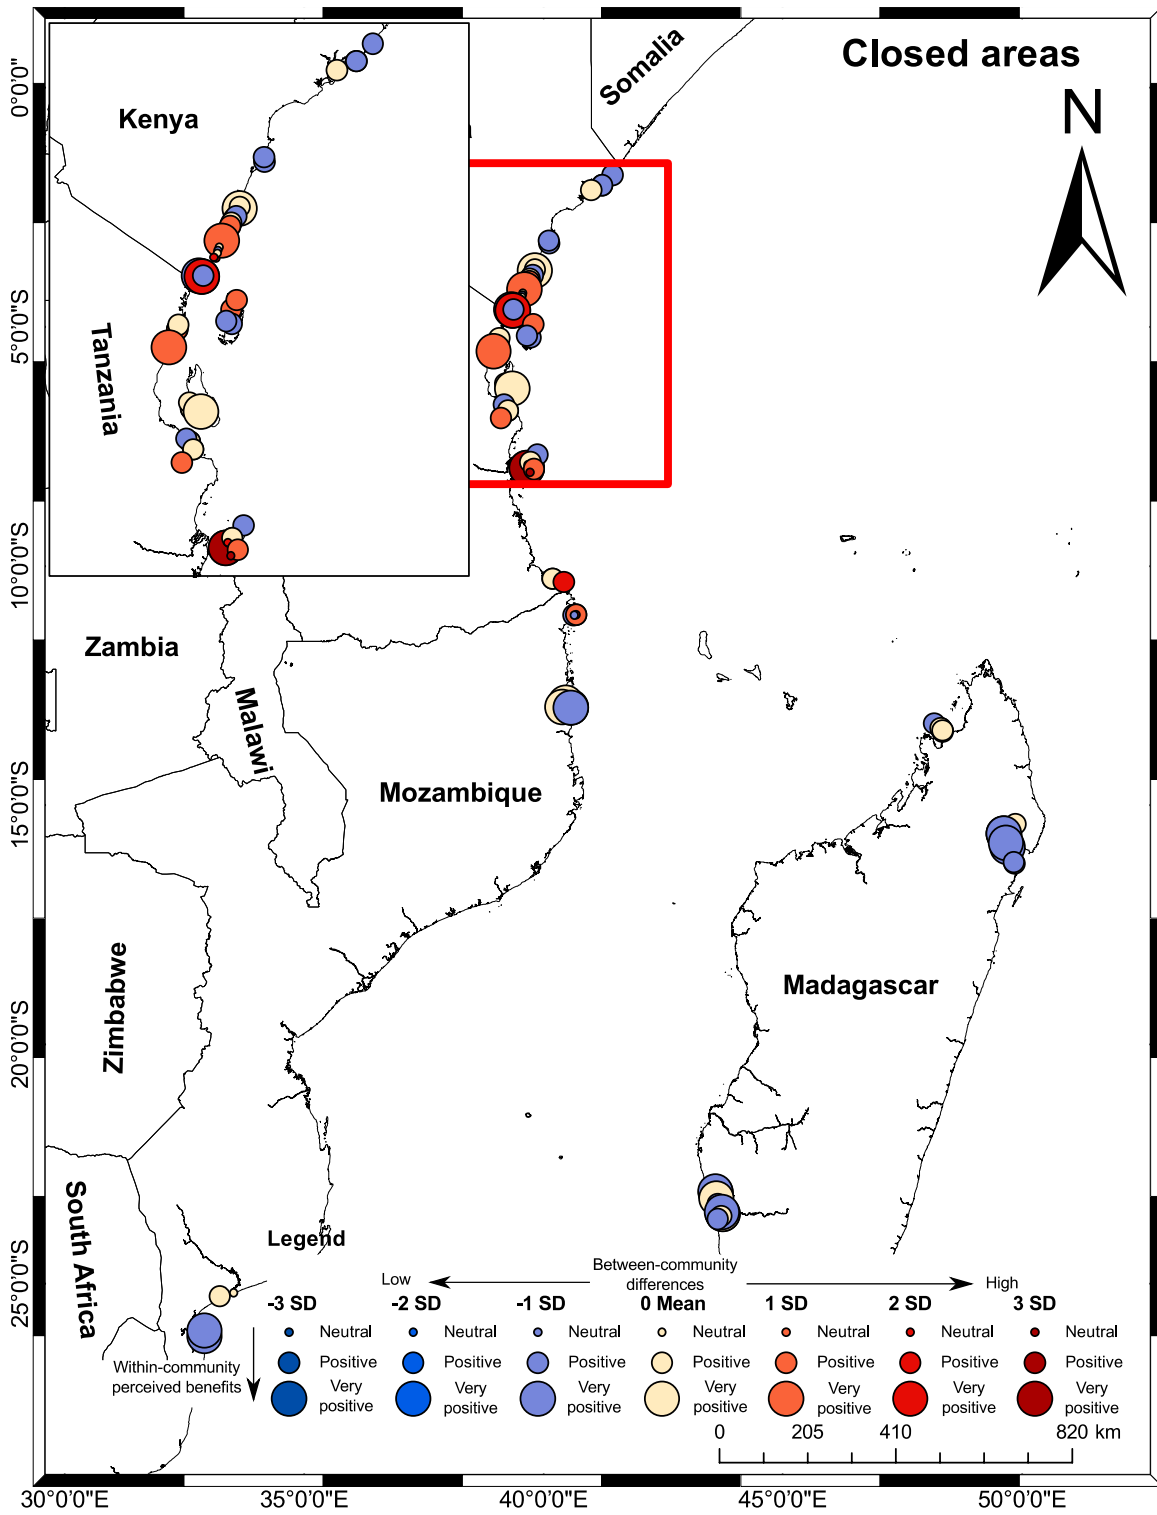 Closed areas
N
Somalia
Kenya
Tanzania
Zambia
Malawi
Mozambique
Zimbabwe
Madagascar
South Africa
0°0'0"
5°0'0"S
10°0'0"S
15°0'0"S
20°0'0"S
25°0'0"S
Legend
Between-community
differences
Low
High
-3 SD -2 SD -1 SD 0 Mean 1 SD 2 SD 3 SD
Neutral Neutral Neutral Neutral Neutral Neutral Neutral
Within-community
perceived benefits
Positive Positive Positive Positive Positive Positive Positive
Very Very Very Very Very Very Very
positive positive positive positive positive positive positive
0 205 410 820 km
30°0'0"E 35°0'0"E 40°0'0"E 45°0'0"E 50°0'0"E